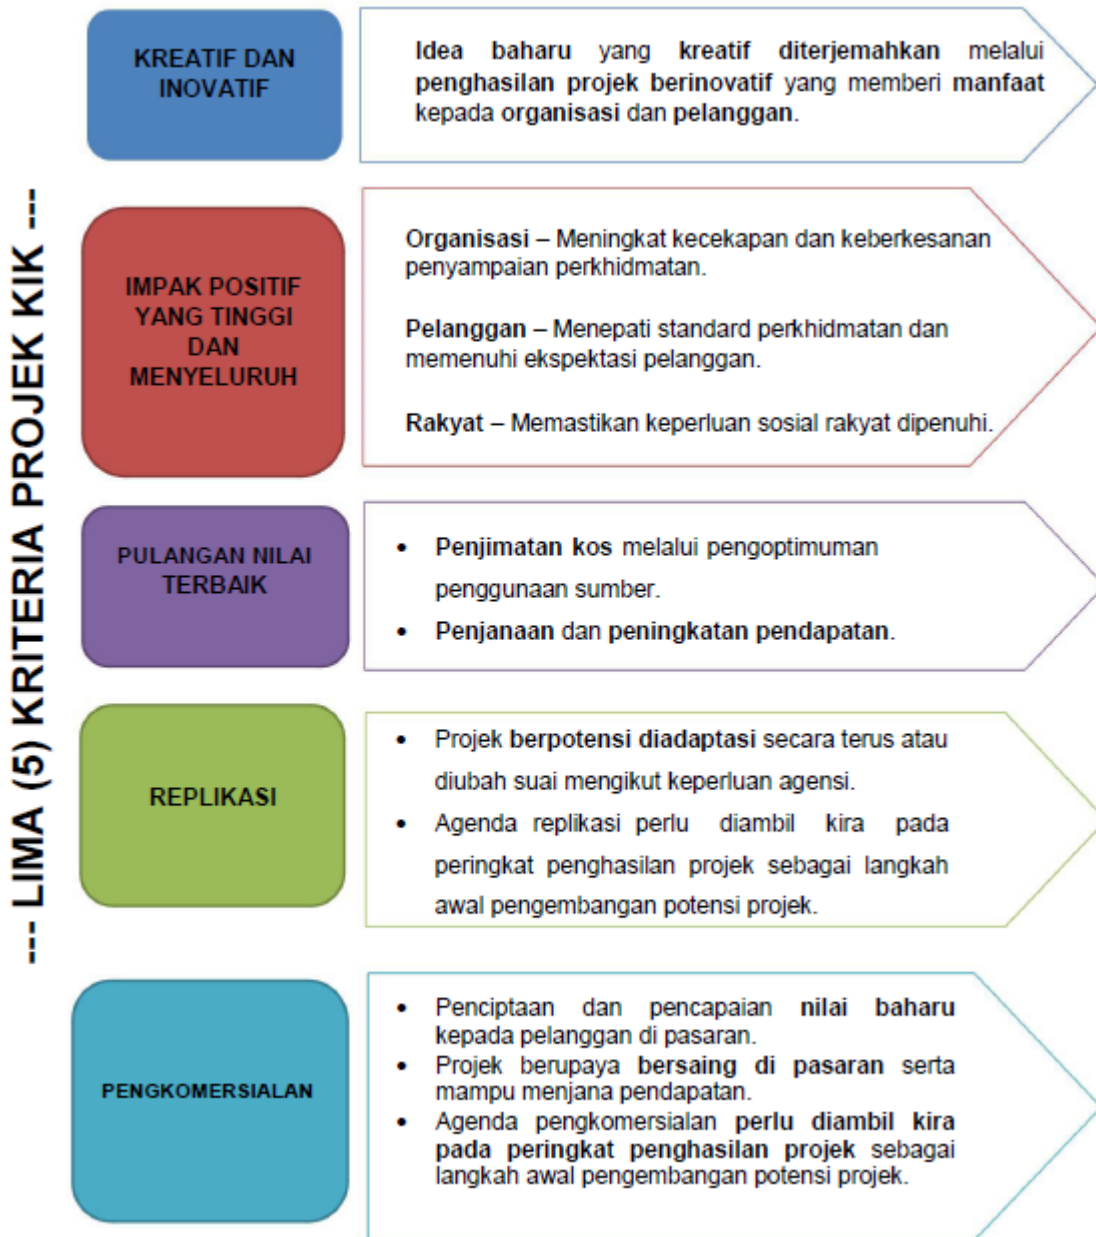 --- LIMA (5) KRITERIA PROJEK KIK ---
KREATIF DAN
INOVATIF
Idea baharu yang kreatif diterjemahkan melalui
penghasilan projek berinovatif yang memberi manfaat
kepada organisasi dan pelanggan.
IMPAK POSITIF
YANG TINGGI
DAN
MENYELURUH
Organisasi – Meningkat kecekapan dan keberkesanan
penyampaian perkhidmatan.
Pelanggan – Menepati standard perkhidmatan dan
memenuhi ekspektasi pelanggan.
Rakyat – Memastikan keperluan sosial rakyat dipenuhi.
PULANGAN NILAI
TERBAIK
• Penjimatan kos melalui pengoptimuman
penggunaan sumber.
• Penjanaan dan peningkatan pendapatan.
REPLIKASI
• Projek berpotensi diadaptasi secara terus atau
diubah suai mengikut keperluan agensi.
• Agenda replikasi perlu diambil kira pada
peringkat penghasilan projek sebagai langkah
awal pengembangan potensi projek.
PENGKOMERSIALAN
• Penciptaan dan pencapaian nilai baharu
kepada pelanggan di pasaran.
• Projek berupaya bersaing di pasaran serta
mampu menjana pendapatan.
• Agenda pengkomersialan perlu diambil kira
pada peringkat penghasilan projek sebagai
langkah awal pengembangan potensi projek.